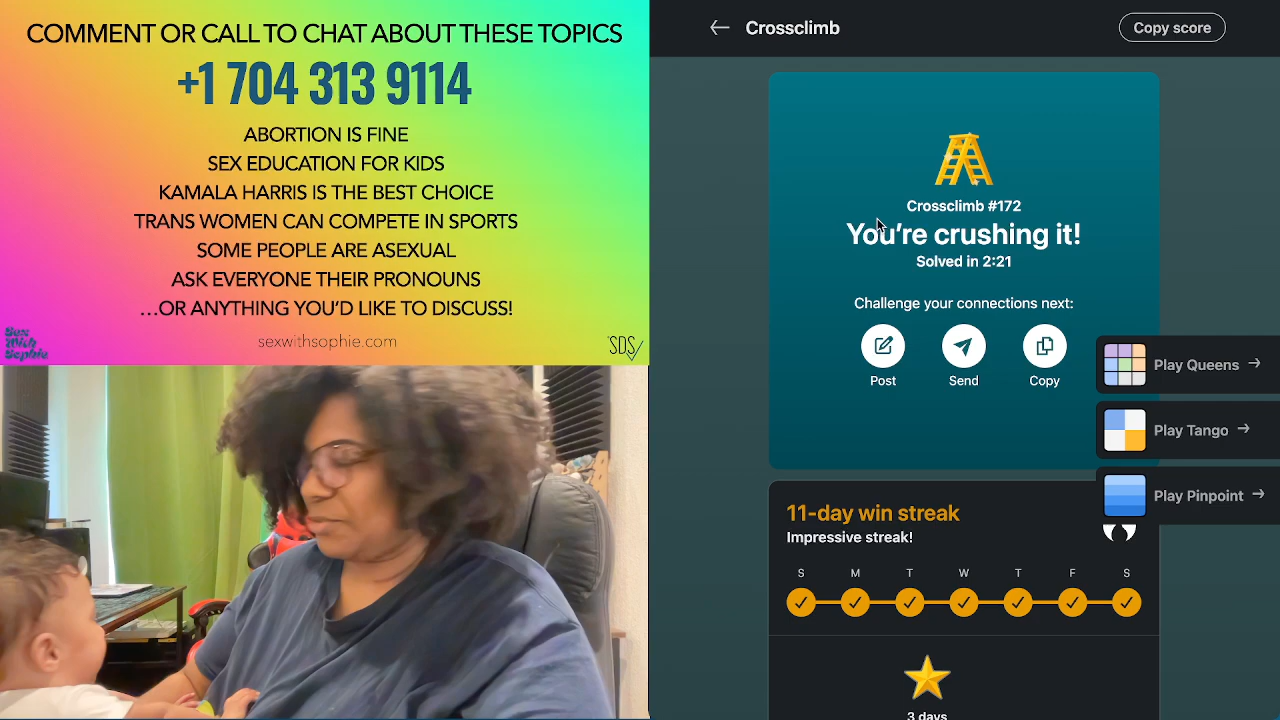 COMMENT OR CALL TO CHAT ABOUT THESE TOPICS
+1 704 313 9114
ABORTION IS FINE
SEX EDUCATION FOR KIDS
KAMALA HARRIS IS THE BEST CHOICE
TRANS WOMEN CAN COMPETE IN SPORTS
SOME PEOPLE ARE ASEXUAL
ASK EVERYONE THEIR PRONOUNS
...OR ANYTHING YOU'D LIKE TO DISCUSS!
sexwithsophie.com
Sex
With
Sophie
SDS
Crossclimb
Copy score
Crossclimb #172
You're crushing it!
Solved in 2:21
Challenge your connections next:
Post Send Copy
Play Queens →
Play Tango →
Play Pinpoint →
11-day win streak
Impressive streak!
S M T W T F S
3 days